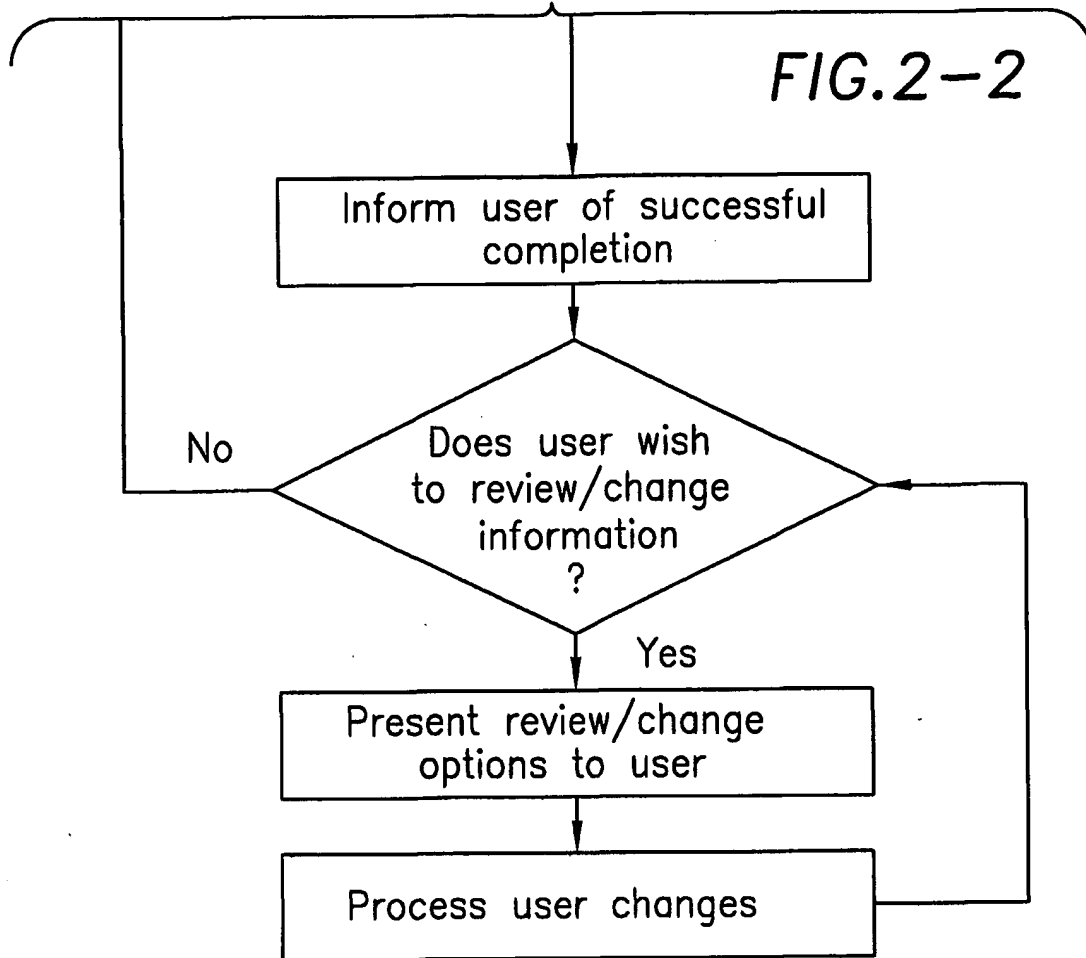 FIG.2-2
Inform user of successful
completion
Does user wish
to review/change
information
?
No
Yes
Present review/change
options to user
Process user changes